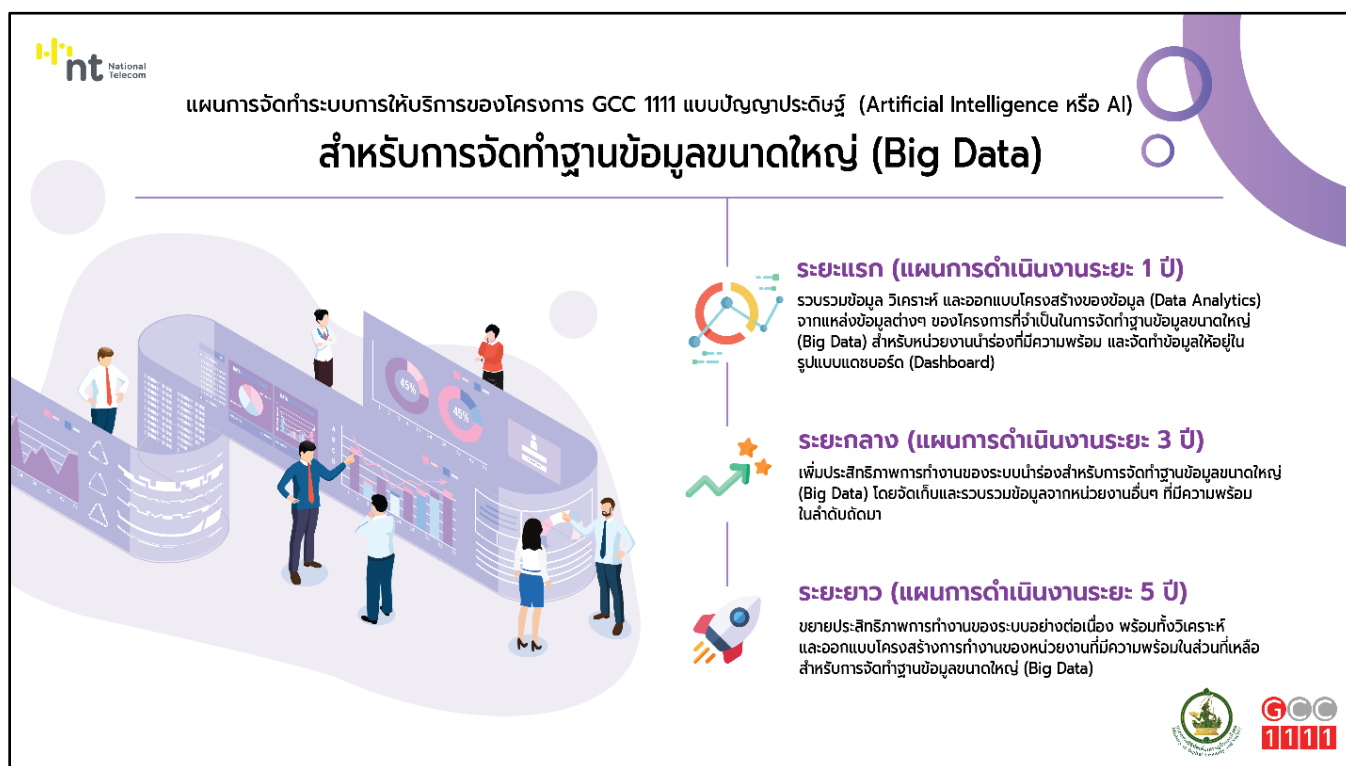 nt National
Telecom
แผนการจัดทำระบบการให้บริการของโครงการ GCC 1111 แบบปัญญาประดิษฐ์ (Artificial Intelligence หรือ AI)
สำหรับการจัดทำฐานข้อมูลขนาดใหญ่ (Big Data)
ระยะแรก (แผนการดำเนินงานระยะ 1 ปี)
รวบรวมข้อมูล วิเคราะห์ และออกแบบโครงสร้างของข้อมูล (Data Analytics)
จากแหล่งข้อมูลต่างๆ ของโครงการที่จำเป็นในการจัดทำฐานข้อมูลขนาดใหญ่
(Big Data) สำหรับหน่วยงานนำร่องที่มีความพร้อม และจัดทำข้อมูลให้อยู่ใน
รูปแบบแดชบอร์ด (Dashboard)
ระยะกลาง (แผนการดำเนินงานระยะ 3 ปี)
เพิ่มประสิทธิภาพการทำงานของระบบนำร่องสำหรับการจัดทำฐานข้อมูลขนาดใหญ่
(Big Data) โดยจัดเก็บและรวบรวมข้อมูลจากหน่วยงานอื่นๆ ที่มีความพร้อม
ในลำดับถัดมา
ระยะยาว (แผนการดำเนินงานระยะ 5 ปี)
ขยายประสิทธิภาพการทำงานของระบบอย่างต่อเนื่อง พร้อมทั้งวิเคราะห์
และออกแบบโครงสร้างการทำงานของหน่วยงานที่มีความพร้อมในส่วนที่เหลือ
สำหรับการจัดทำฐานข้อมูลขนาดใหญ่ (Big Data)
45%
45%
GCC
1111